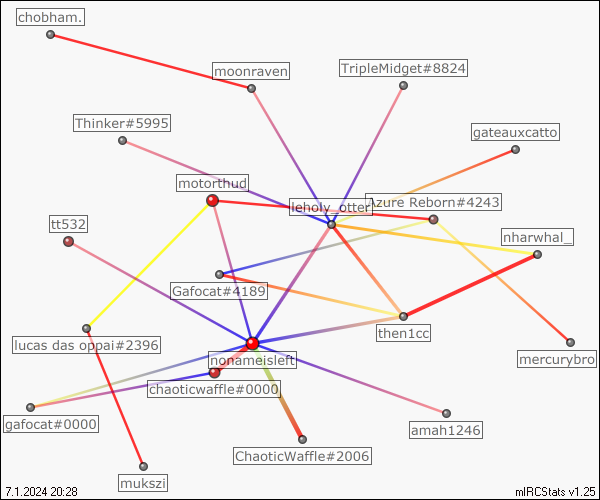 chobham.
moonraven
TripleMidget#8824
Thinker#5995
gateauxcatto
motorthud
leholy_otter
Azure Reborn#4243
tt532
nharwhal_
Gafocat#4189
then1cc
lucas das oppai#2396
nonameisleft
mercurybro
chaoticwaffle#0000
gafocat#0000
amah1246
ChaoticWaffle#2006
mukszi
7.1.2024 20:28
mIRCStats v1.25